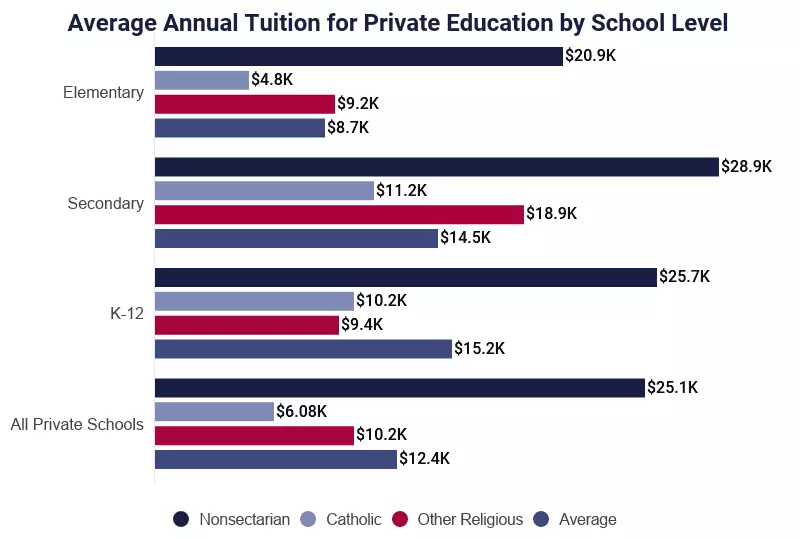 Average Annual Tuition for Private Education by School Level
$20.9K
$4.8K
Elementary
$9.2K
$8.7K
$28.9K
$11.2K
Secondary
$18.9K
$14.5K
$25.7K
$10.2K
K-12
$9.4K
$15.2K
$25.1K
$6.08K
All Private Schools
$10.2K
$12.4K
Nonsectarian Catholic Other Religious Average